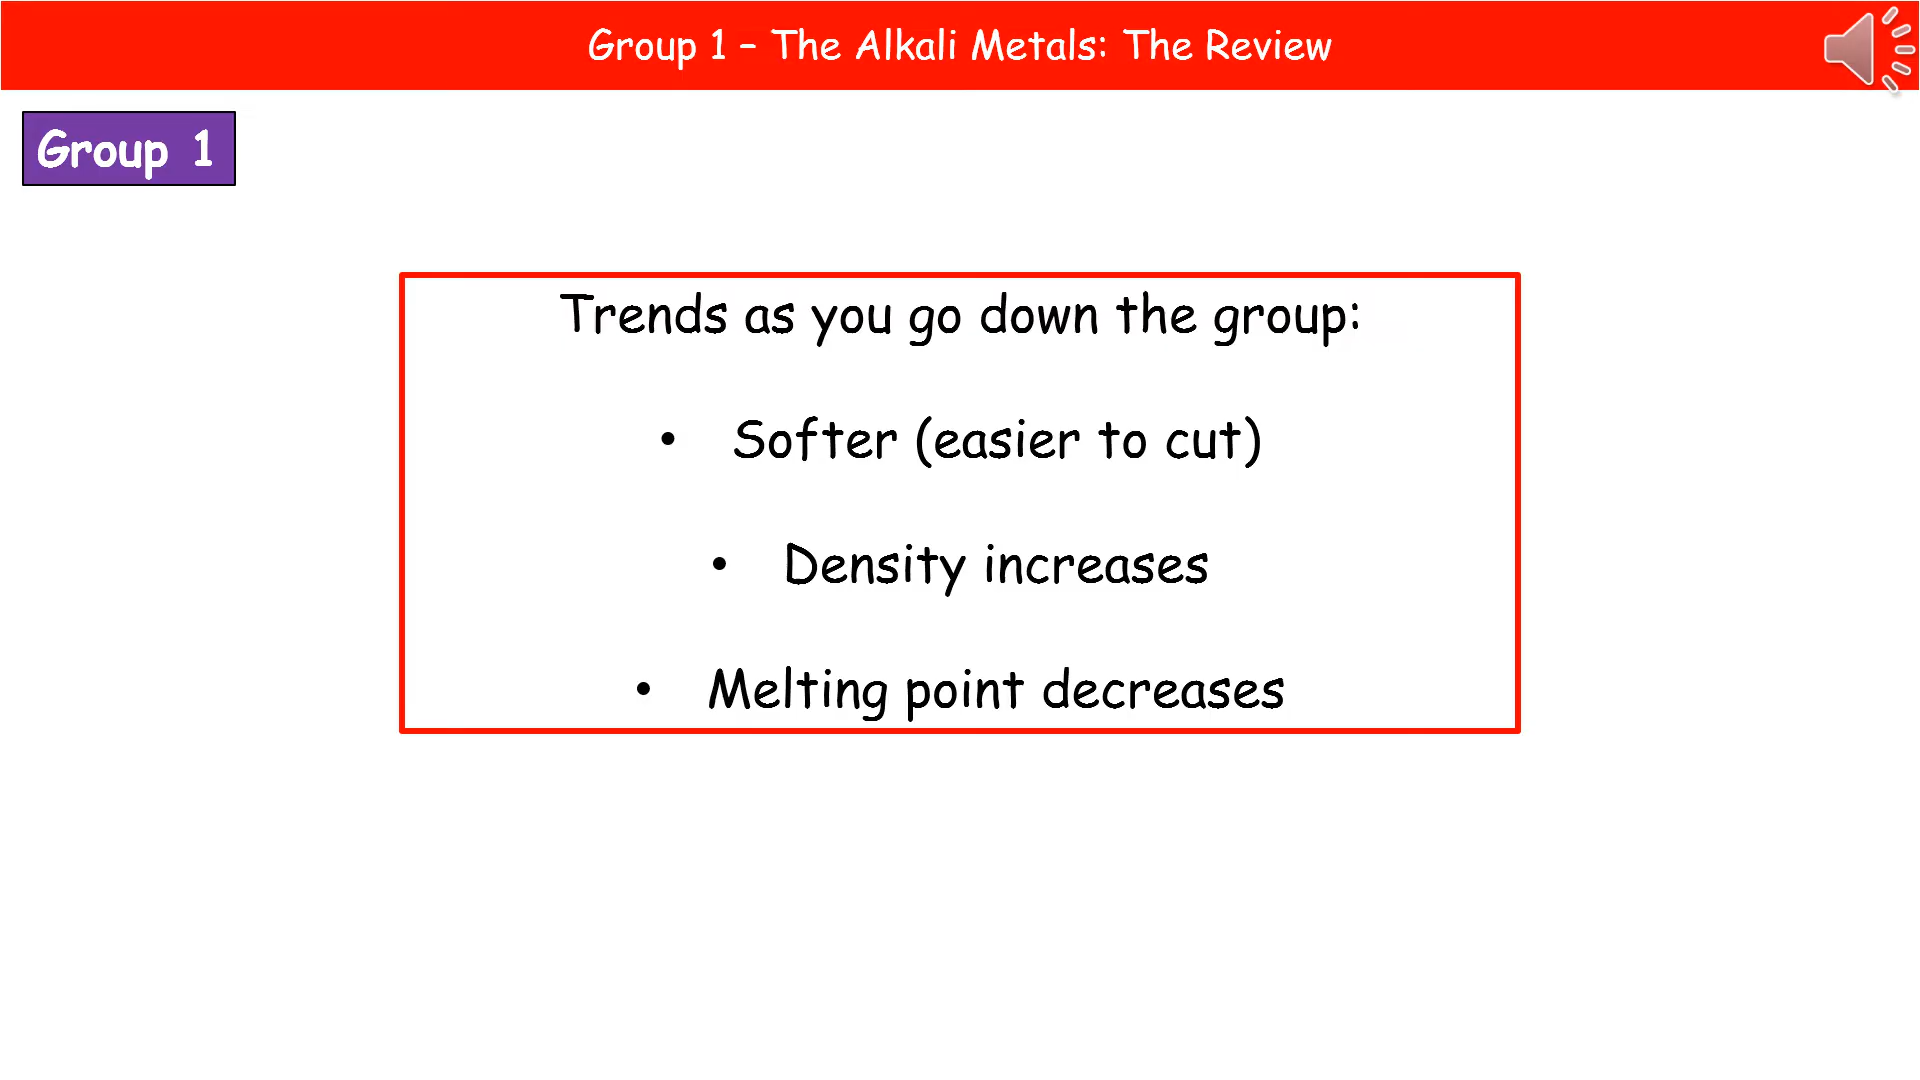 Group 1 – The Alkali Metals: The Review
Group 1
Trends as you go down the group:
• Softer (easier to cut)
• Density increases
• Melting point decreases